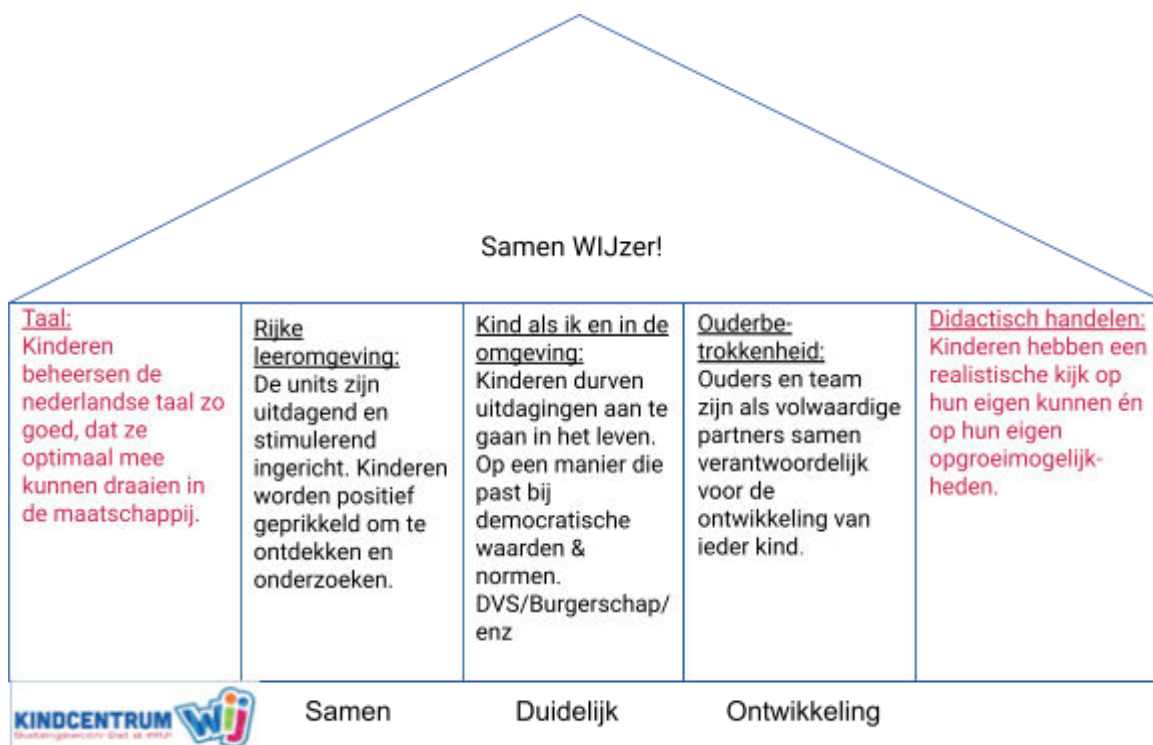 Samen WIJzer!
Taal:
Kinderen
beheersen de
nederlandse taal zo
goed, dat ze
optimaal mee
kunnen draaien in
de maatschappij.
Rijke
leeromgeving:
De units zijn
uitdagend en
stimulerend
ingericht. Kinderen
worden positief
geprikkeld om te
ontdekken en
onderzoeken.
Kind als ik en in de
omgeving:
Kinderen durven
uitdagingen aan te
gaan in het leven.
Op een manier die
past bij
democratische
waarden &
normen.
DVS/Burgerschap/
enz
Ouderbe-
trokkenheid:
Ouders en team
zijn als volwaardige
partners samen
verantwoordelijk
voor de
ontwikkeling van
ieder kind.
Didactisch handelen:
Kinderen hebben een
realistische kijk op
hun eigen kunnen én
op hun eigen
opgroeimogelijk-
heden.
KINDCENTRUM Wij
Buitengewoon! Dat is WIJ!
Samen
Duidelijk
Ontwikkeling